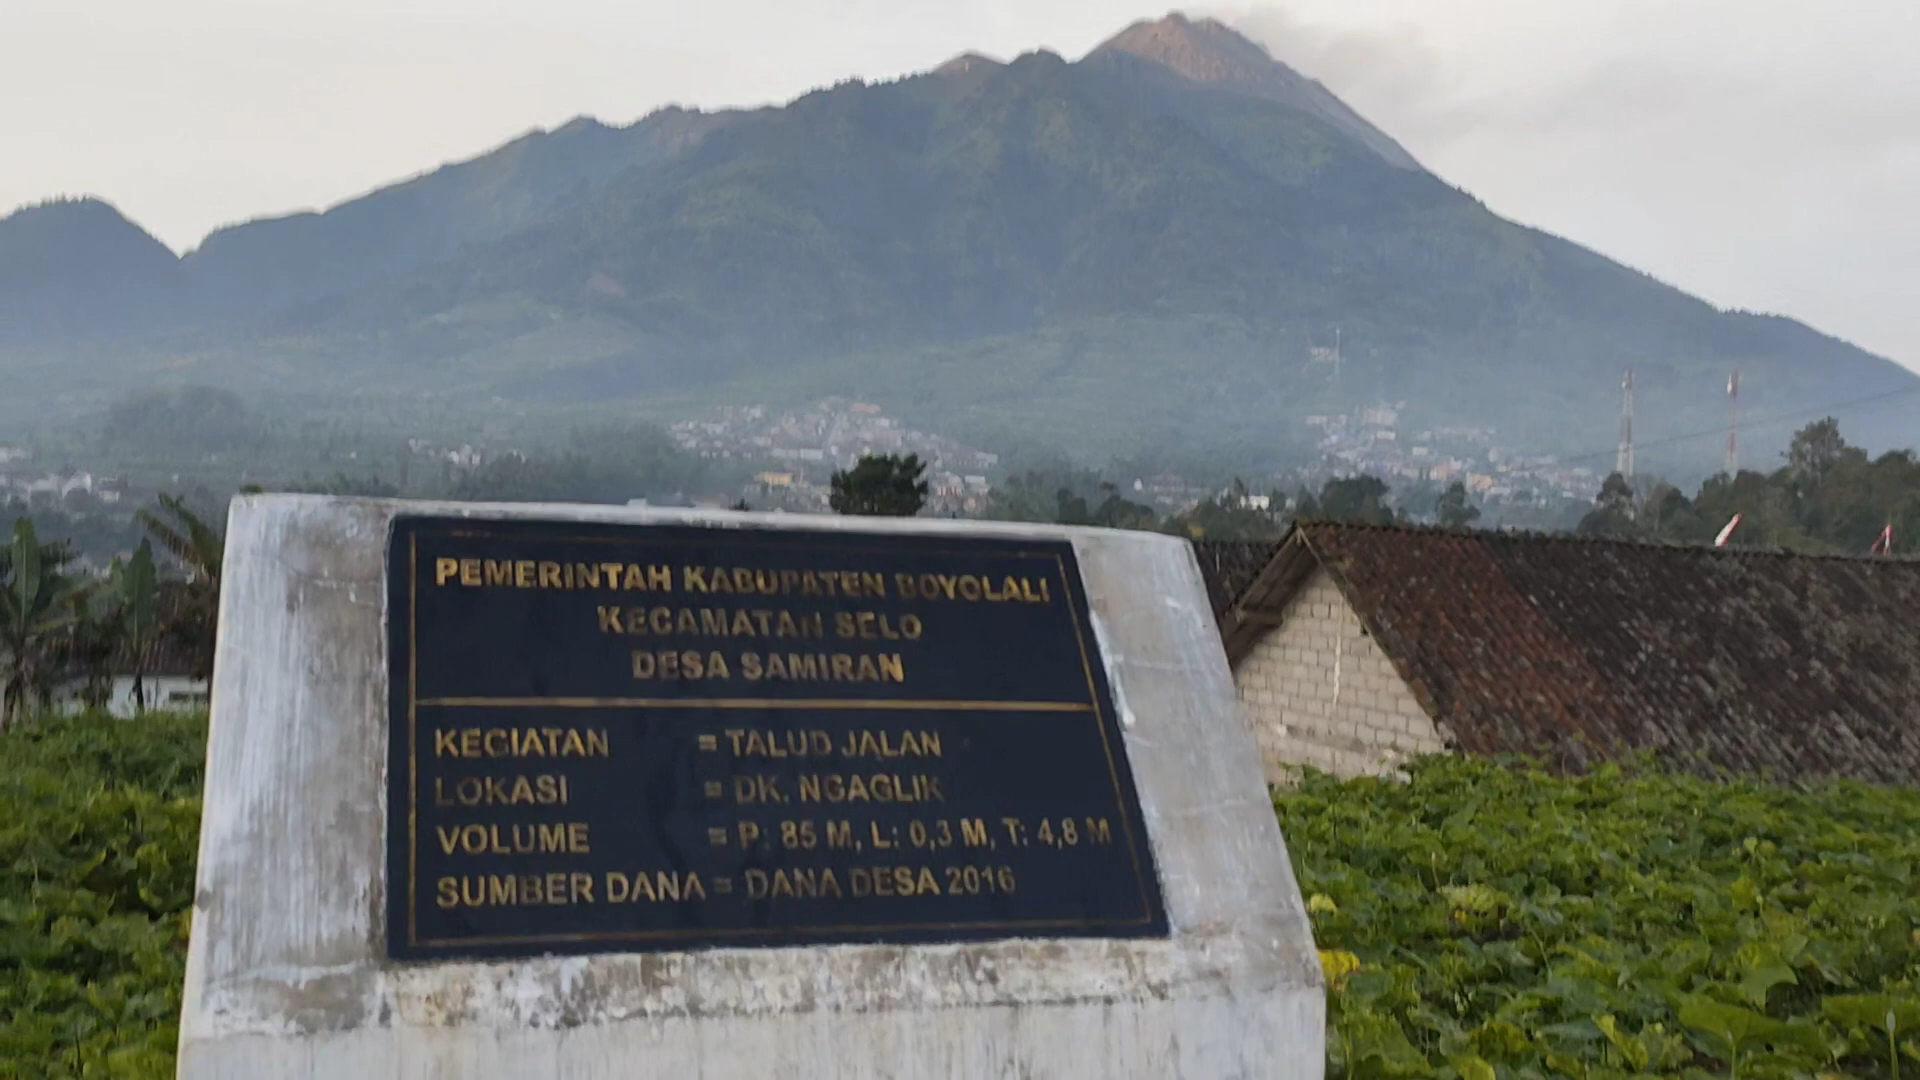 PEMERINTAH KABUPATEN BOYOLALI
KECAMATAN SELO
DESA SAMIRAN
KEGIATAN = TALUD JALAN
LOKASI = DK. NGAGLIK
VOLUME = P: 85 M, L: 0,3 M, T: 4,8 M
SUMBER DANA = DANA DESA 2016